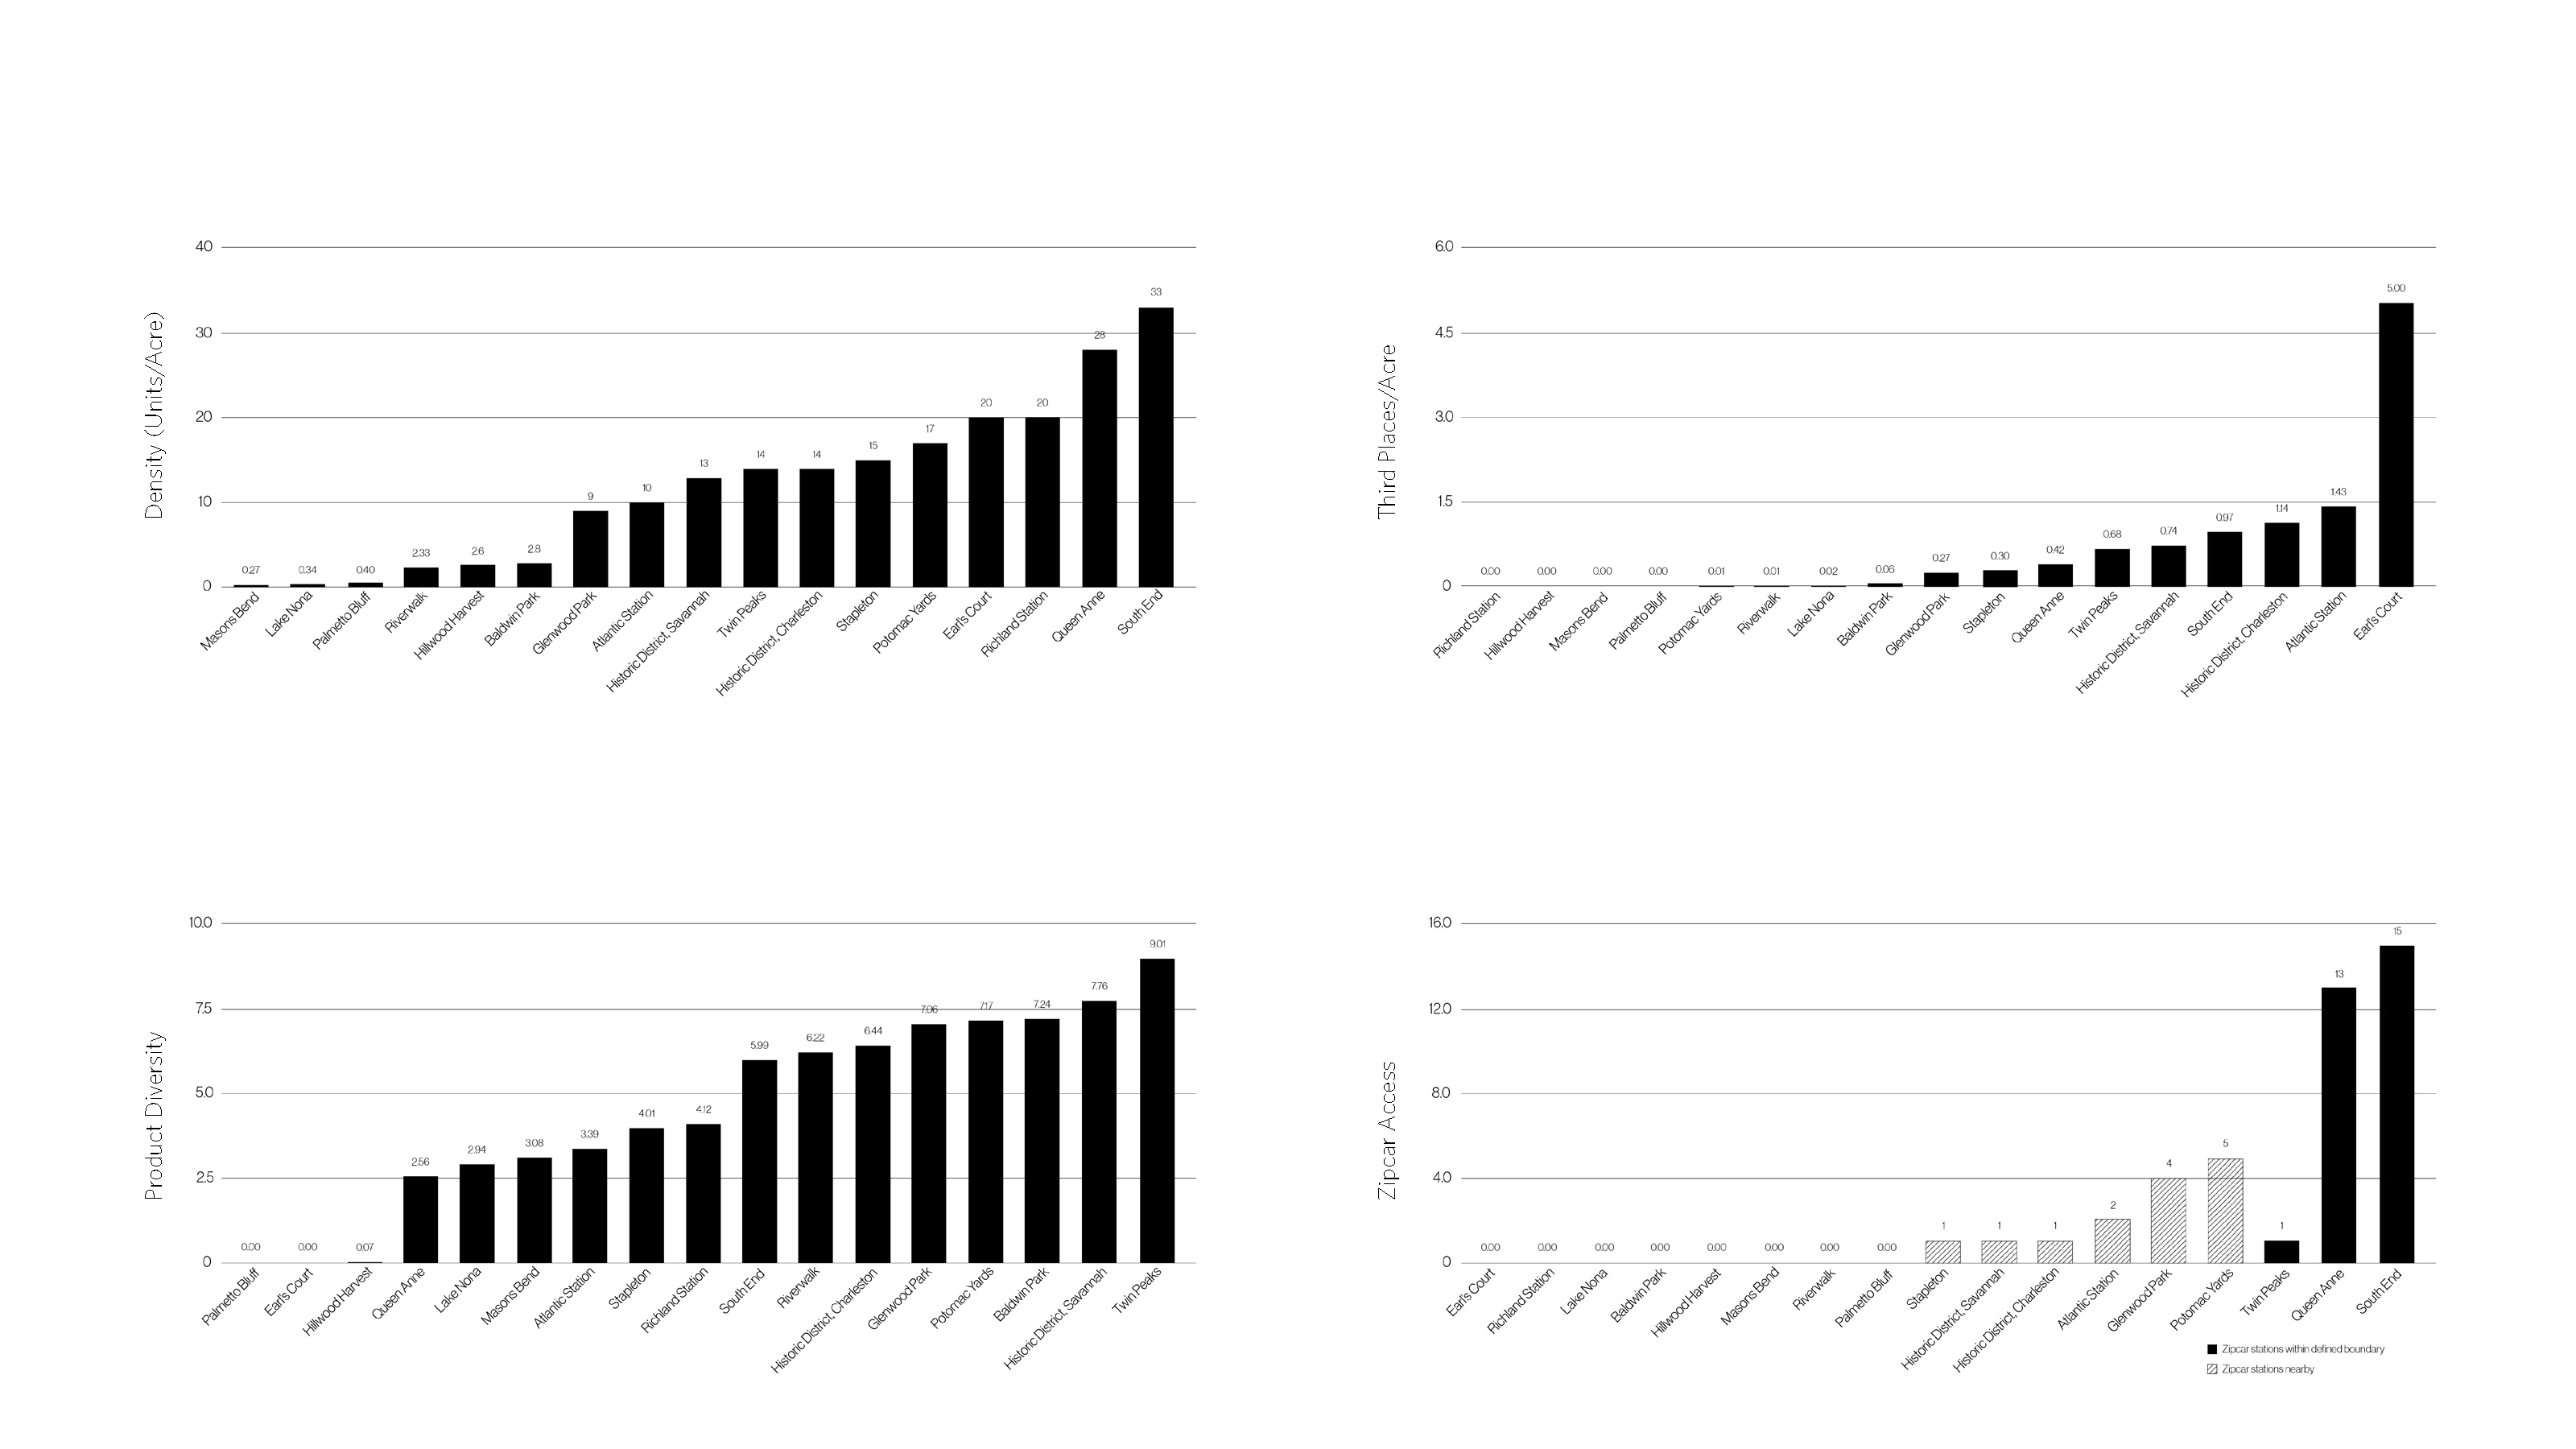 Density (Units/Acre)
40
30
20
10
0
0.27
0.34
0.40
2.33
2.6
2.8
9
10
13
14
14
15
17
20
20
28
33
Masons Bend
Lake Nona
Palmetto Bluff
Riverwalk
Hillwood Harvest
Baldwin Park
Glenwood Park
Atlantic Station
Historic District, Savannah
Twin Peaks
Historic District, Charleston
Stapleton
Potomac Yards
Earl's Court
Richland Station
Queen Anne
South End
Third Places/Acre
6.0
4.5
3.0
1.5
0
0.00
0.00
0.00
0.00
0.01
0.01
0.02
0.06
0.27
0.30
0.42
0.68
0.74
0.97
1.14
1.43
5.00
Richland Station
Hillwood Harvest
Masons Bend
Palmetto Bluff
Potomac Yards
Riverwalk
Lake Nona
Baldwin Park
Glenwood Park
Stapleton
Queen Anne
Twin Peaks
Historic District, Savannah
South End
Historic District, Charleston
Atlantic Station
Earl's Court
Product Diversity
10.0
7.5
5.0
2.5
0
0.00
0.00
0.07
2.56
2.94
3.08
3.39
4.01
4.12
5.99
6.22
6.44
7.06
7.17
7.24
7.76
9.01
Palmetto Bluff
Earl's Court
Hillwood Harvest
Queen Anne
Lake Nona
Masons Bend
Atlantic Station
Stapleton
Richland Station
South End
Riverwalk
Historic District, Charleston
Glenwood Park
Potomac Yards
Baldwin Park
Historic District, Savannah
Twin Peaks
Zipcar Access
16.0
12.0
8.0
4.0
0
0.00
0.00
0.00
0.00
0.00
0.00
0.00
0.00
1
1
1
2
4
5
1
13
15
Earl's Court
Richland Station
Lake Nona
Baldwin Park
Hillwood Harvest
Masons Bend
Riverwalk
Palmetto Bluff
Stapleton
Historic District, Savannah
Historic District, Charleston
Atlantic Station
Glenwood Park
Potomac Yards
Twin Peaks
Queen Anne
South End
Zipcar stations within defined boundary
Zipcar stations nearby